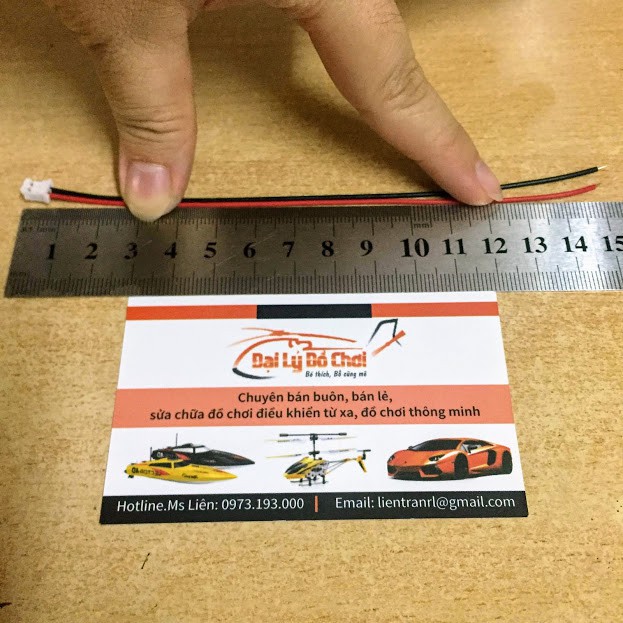 1 2 3 4 5 6 7 8 9 10 11 12 13 14 15
mm
Đại Lý Đồ Chơi
Bé thích, Bố cũng mê
Chuyên bán buôn, bán lẻ,
sửa chữa đồ chơi điều khiển từ xa, đồ chơi thông minh
Hotline.Ms Liên: 0973.193.000 | Email: lientranrl@gmail.com